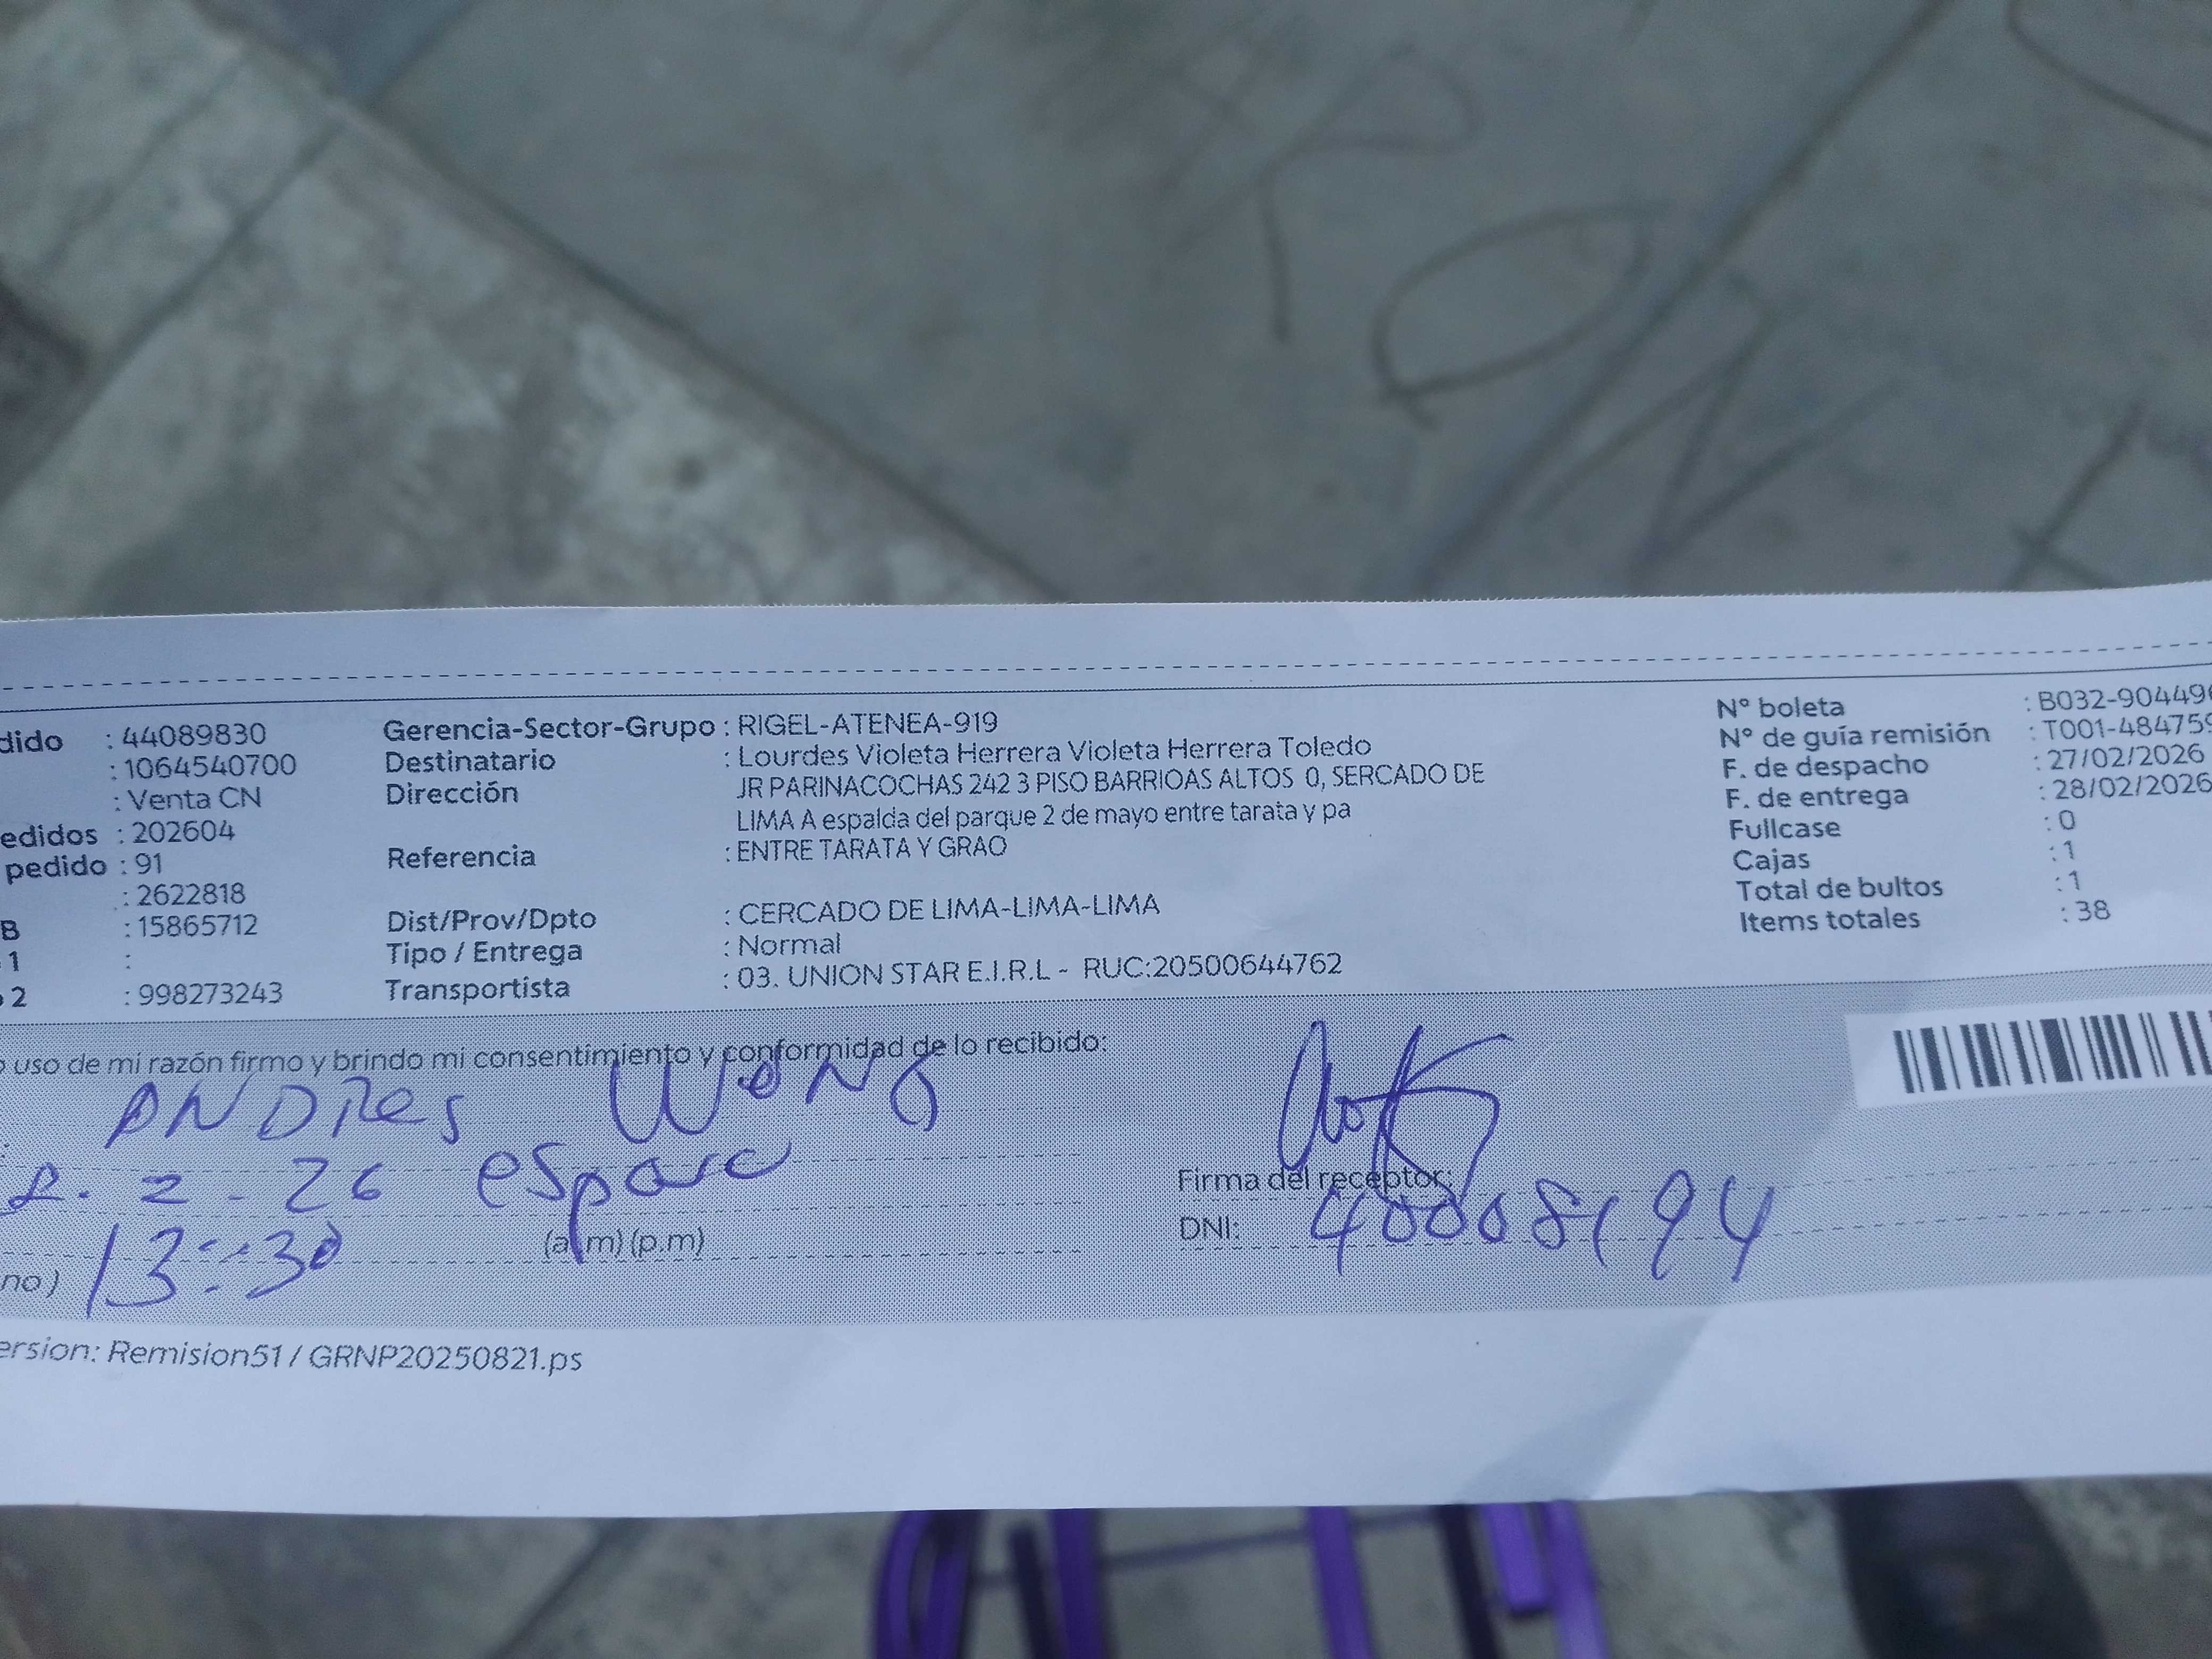 dido : 44089830 Gerencia-Sector-Grupo : RIGEL-ATENEA-919 N° boleta : B032-904496
: 1064540700 Destinatario : Lourdes Violeta Herrera Violeta Herrera Toledo N° de guía remisión : T001-484759
: Venta CN Dirección JR PARINACOCHAS 242 3 PISO BARRIOAS ALTOS 0, SERCADO DE F. de despacho : 27/02/2026
edidos : 202604 LIMA A espalda del parque 2 de mayo entre tarata y pa F. de entrega : 28/02/2026
pedido : 91 Referencia : ENTRE TARATA Y GRAO Fullcase : 0
: 2622818 Cajas : 1
B : 15865712 Dist/Prov/Dpto : CERCADO DE LIMA-LIMA-LIMA Total de bultos : 1
1 : Tipo / Entrega : Normal Items totales : 38
2 : 998273243 Transportista : 03. UNION STAR E.I.R.L - RUC:20500644762
o uso de mi razón firmo y brindo mi consentimiento y conformidad de lo recibido:
ANDRes WONG
2-26 esposo Firma del receptor:
13:30 (a.m) (p.m) DNI: 40008194
no)
ersion: Remision51 / GRNP20250821.ps